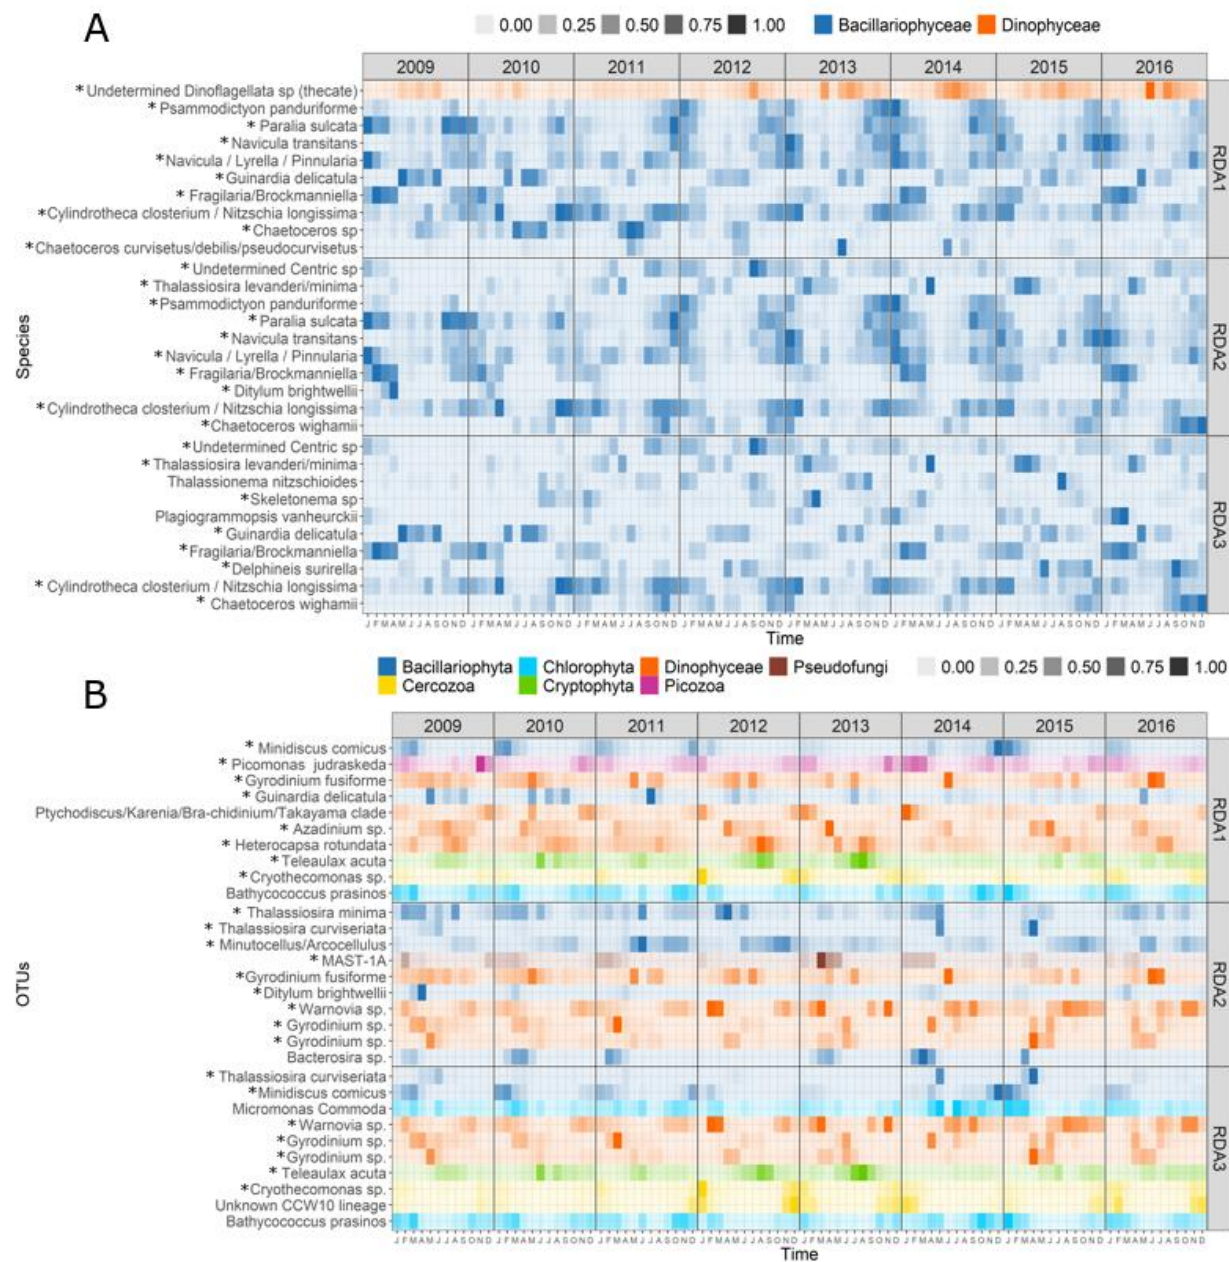 A
0.00 0.25 0.50 0.75 1.00 Bacillariophyceae Dinophyceae
2009 2010 2011 2012 2013 2014 2015 2016
Species
* Undetermined Dinoflagellata sp (thecate)
* Psammodictyon panduriforme
* Paralia sulcata
* Navicula transitans
* Navicula / Lyrella / Pinnularia
* Guinardia delicatula
* Fragilaria/Brockmanniella
* Cylindrotheca closterium / Nitzschia longissima
* Chaetoceros sp
* Chaetoceros curvisetus/debilis/pseudocurvisetus
RDA1
* Undetermined Centric sp
* Thalassiosira levanderi/minima
* Psammodictyon panduriforme
* Paralia sulcata
* Navicula transitans
* Navicula / Lyrella / Pinnularia
* Fragilaria/Brockmanniella
* Ditylum brightwellii
* Cylindrotheca closterium / Nitzschia longissima
* Chaetoceros wighamii
RDA2
* Undetermined Centric sp
* Thalassiosira levanderi/minima
Thalassionema nitzschioides
* Skeletonema sp
Plagiogrammopsis vanheurckii
* Guinardia delicatula
* Fragilaria/Brockmanniella
* Delphineis surirella
* Cylindrotheca closterium / Nitzschia longissima
* Chaetoceros wighamii
RDA3
J F M A M J J A S O N D J F M A M J J A S O N D J F M A M J J A S O N D J F M A M J J A S O N D J F M A M J J A S O N D J F M A M J J A S O N D J F M A M J J A S O N D J F M A M J J A S O N D
Time
B
Bacillariophyta Chlorophyta Dinophyceae Pseudofungi 0.00 0.25 0.50 0.75 1.00
Cercozoa Cryptophyta Picozoa
2009 2010 2011 2012 2013 2014 2015 2016
OTUs
* Minidiscus comicus
* Picomonas judraskeda
* Gyrodinium fusiforme
* Guinardia delicatula
Ptychodiscus/Karenia/Bra-chidinium/Takayama clade
* Azadinium sp.
* Heterocapsa rotundata
* Teleaulax acuta
* Cryothecomonas sp.
Bathycoccus prasinos
RDA1
* Thalassiosira minima
* Thalassiosira curviseriata
* Minutocellus/Arcocellulus
* MAST-1A
* Gyrodinium fusiforme
* Ditylum brightwellii
* Warnovia sp.
* Gyrodinium sp.
* Gyrodinium sp.
Bacterosira sp.
RDA2
* Thalassiosira curviseriata
* Minidiscus comicus
Micromonas Commoda
* Warnovia sp.
* Gyrodinium sp.
* Gyrodinium sp.
* Teleaulax acuta
* Cryothecomonas sp.
Unknown CCW10 lineage
Bathycoccus prasinos
RDA3
J F M A M J J A S O N D J F M A M J J A S O N D J F M A M J J A S O N D J F M A M J J A S O N D J F M A M J J A S O N D J F M A M J J A S O N D J F M A M J J A S O N D J F M A M J J A S O N D
Time